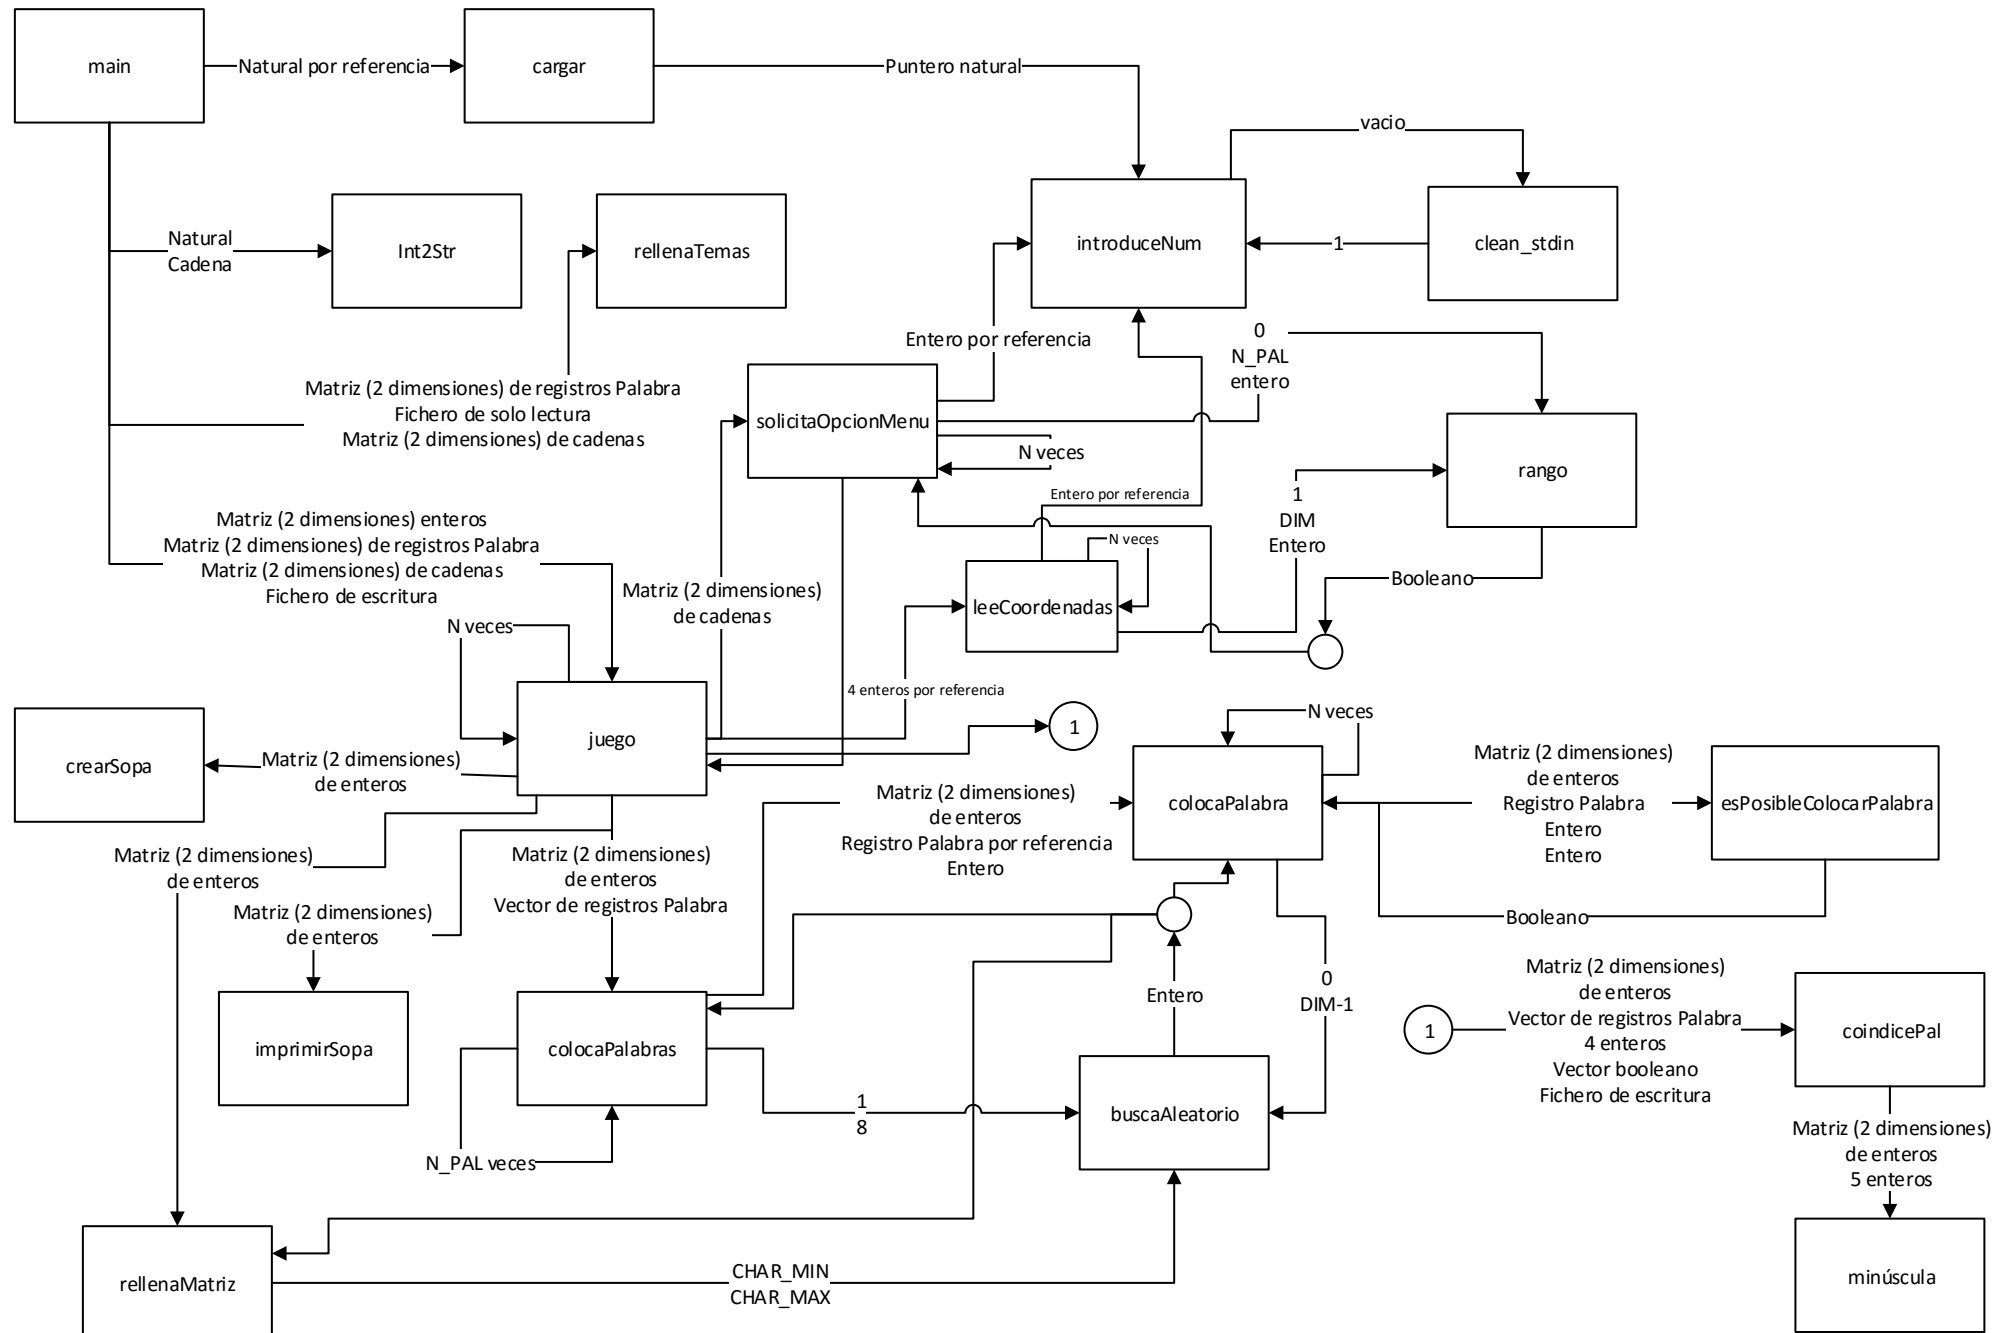 main
Natural por referencia
cargar
Puntero natural
vacio
introduceNum
1
clean_stdin
Natural
Cadena
Int2Str
rellenaTemas
Entero por referencia
0
N_PAL
entero
Matriz (2 dimensiones) de registros Palabra
Fichero de solo lectura
Matriz (2 dimensiones) de cadenas
solicitaOpcionMenu
N veces
rango
Entero por referencia
1
DIM
Entero
Matriz (2 dimensiones) enteros
Matriz (2 dimensiones) de registros Palabra
Matriz (2 dimensiones) de cadenas
Fichero de escritura
N veces
Booleano
Matriz (2 dimensiones)
de cadenas
leeCoordenadas
N veces
4 enteros por referencia
juego
1
crearSopa
Matriz (2 dimensiones)
de enteros
N veces
colocaPalabra
Matriz (2 dimensiones)
de enteros
Registro Palabra por referencia
Entero
Matriz (2 dimensiones)
de enteros
Registro Palabra
Entero
Entero
esPosibleColocarPalabra
Matriz (2 dimensiones)
de enteros
Matriz (2 dimensiones)
de enteros
Vector de registros Palabra
Matriz (2 dimensiones)
de enteros
Booleano
Entero
0
DIM-1
imprimirSopa
colocaPalabras
1
Matriz (2 dimensiones)
de enteros
Vector de registros Palabra
4 enteros
Vector booleano
Fichero de escritura
coindicePal
1
8
buscaAleatorio
N_PAL veces
Matriz (2 dimensiones)
de enteros
5 enteros
rellenaMatriz
CHAR_MIN
CHAR_MAX
minúscula